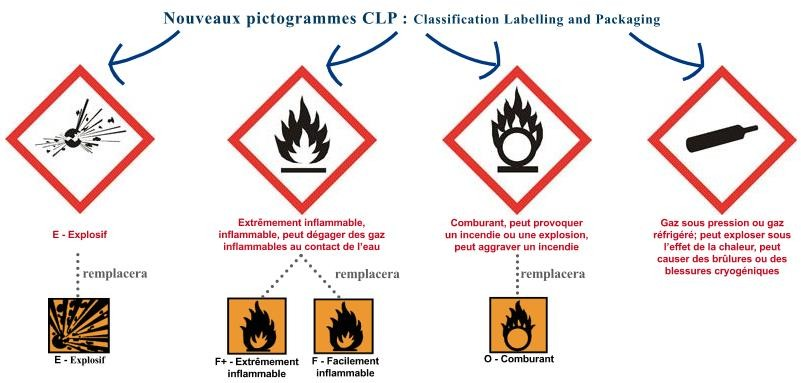 Nouveaux pictogrammes CLP : Classification Labelling and Packaging
E - Explosif
Extrêmement inflammable,
inflammable, peut dégager des gaz
inflammables au contact de l'eau
Comburant, peut provoquer
un incendie ou une explosion,
peut aggraver un incendie
Gaz sous pression ou gaz
réfrigéré; peut exploser sous
l'effet de la chaleur, peut
causer des brûlures ou des
blessures cryogéniques
remplacera
remplacera
remplacera
E - Explosif
F+ - Extrêmement
inflammable
F - Facilement
inflammable
O - Comburant